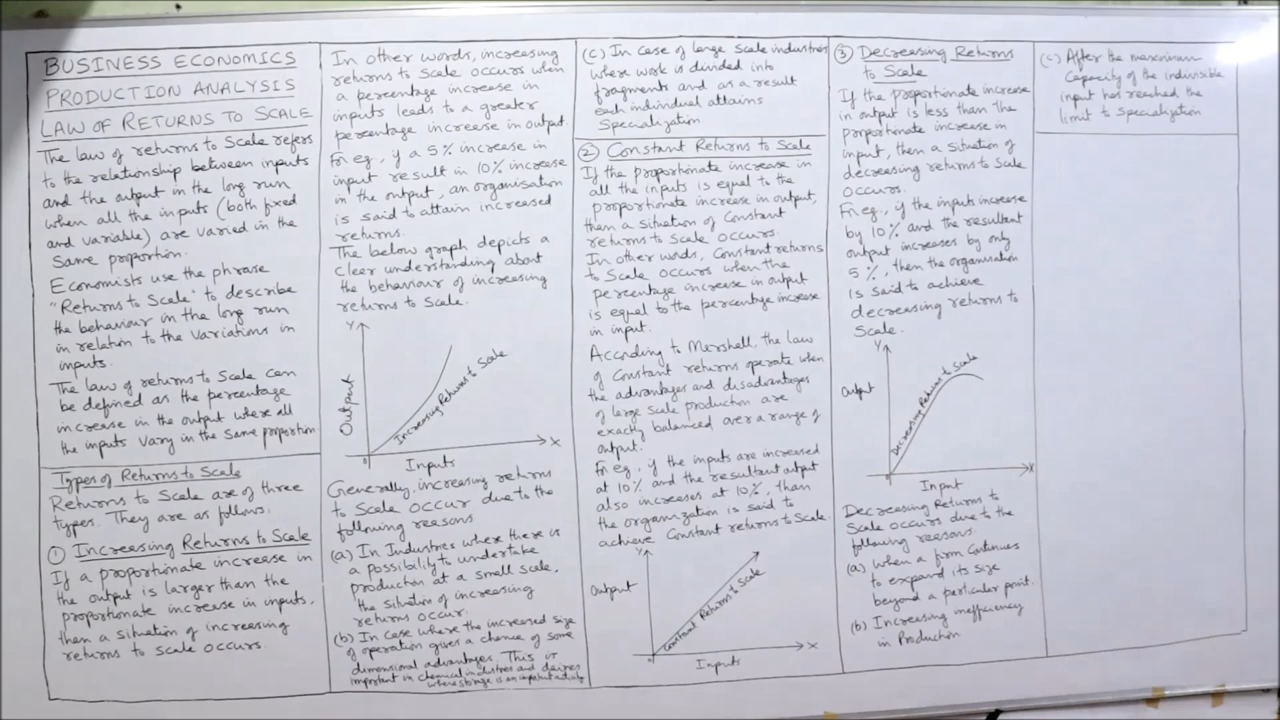 BUSINESS ECONOMICS
PRODUCTION ANALYSIS
LAW OF RETURNS TO SCALE
The law of returns to Scale refers
to the relationship between inputs
and the output in the long run
when all the inputs (both fixed
and variable) are varied in the
Same proportion.
Economists use the phrase
"Returns to Scale" to describe
the behaviour in the long run
in relation to the variations in
inputs.
The law of returns to Scale can
be defined as the percentage
increase in the output where all
the inputs vary in the Same proportion
Types of Returns to Scale
Returns to Scale are of three
types. They are as follows.
① Increasing Returns to Scale
If a proportionate increase in
the output is larger than the
proportionate increase in inputs,
then a situation of increasing
returns to scale occurs.
In other words, increasing
returns to Scale occurs when
a percentage increase in
inputs leads to a greater
percentage increase in output
For eg., if a 5% increase in
input result in 10% increase
in the output, an organisation
is said to attain increased
returns.
The below graph depicts a
clear understanding about
the behaviour of increasing
returns to Scale.
Y
Output
Increasing Returns to Scale
0
X
Inputs
Generally, increasing returns
to Scale occur due to the
following reasons.
(a) In Industries where there is
a possibility to undertake
production at a small scale,
the situation of increasing
returns occur.
(b) In case where the increased size
of operation gives a chance of some
dimensional advantages. This is
important in chemical industries and
where storage is an important activity
(c) In case of large Scale industries
where work is divided into
fragments and as a result
each individual attains
Specialization
② Constant Returns to Scale
If the proportionate increase in
all the inputs is equal to the
proportionate increase in output,
then a situation of Constant
returns to Scale occurs.
In other words, Constant returns
to Scale occurs when the
percentage increase in output
is equal to the percentage increase
in input.
According to Marshall, the law
of Constant returns operate when
the advantages and disadvantages
of large scale production are
exactly balanced over a range of
output.
For eg., if the inputs are increased
at 10% and the resultant output
also increases at 10%, than
the organization is said to
achieve Constant returns to Scale.
Y
Output
Constant Returns to Scale
0
X
Inputs
③ Decreasing Returns
to Scale
If the proportionate increase
in output is less than the
proportionate increase in
input, then a situation of
decreasing returns to Scale
occurs.
For eg., if the inputs increase
by 10% and the resultant
output increases by only
5%, then the organisation
is said to achieve
decreasing returns to
Scale.
Y
Output
Decreasing Returns to Scale
0
X
Input
Decreasing Returns to
Scale occurs due to the
following reasons.
(a) When a firm Continues
to expand its size
beyond a particular point.
(b) Increasing inefficiency
in Production.
(c) After the maximum
Capacity of the indivisible
input has reached the
limit to Specialization